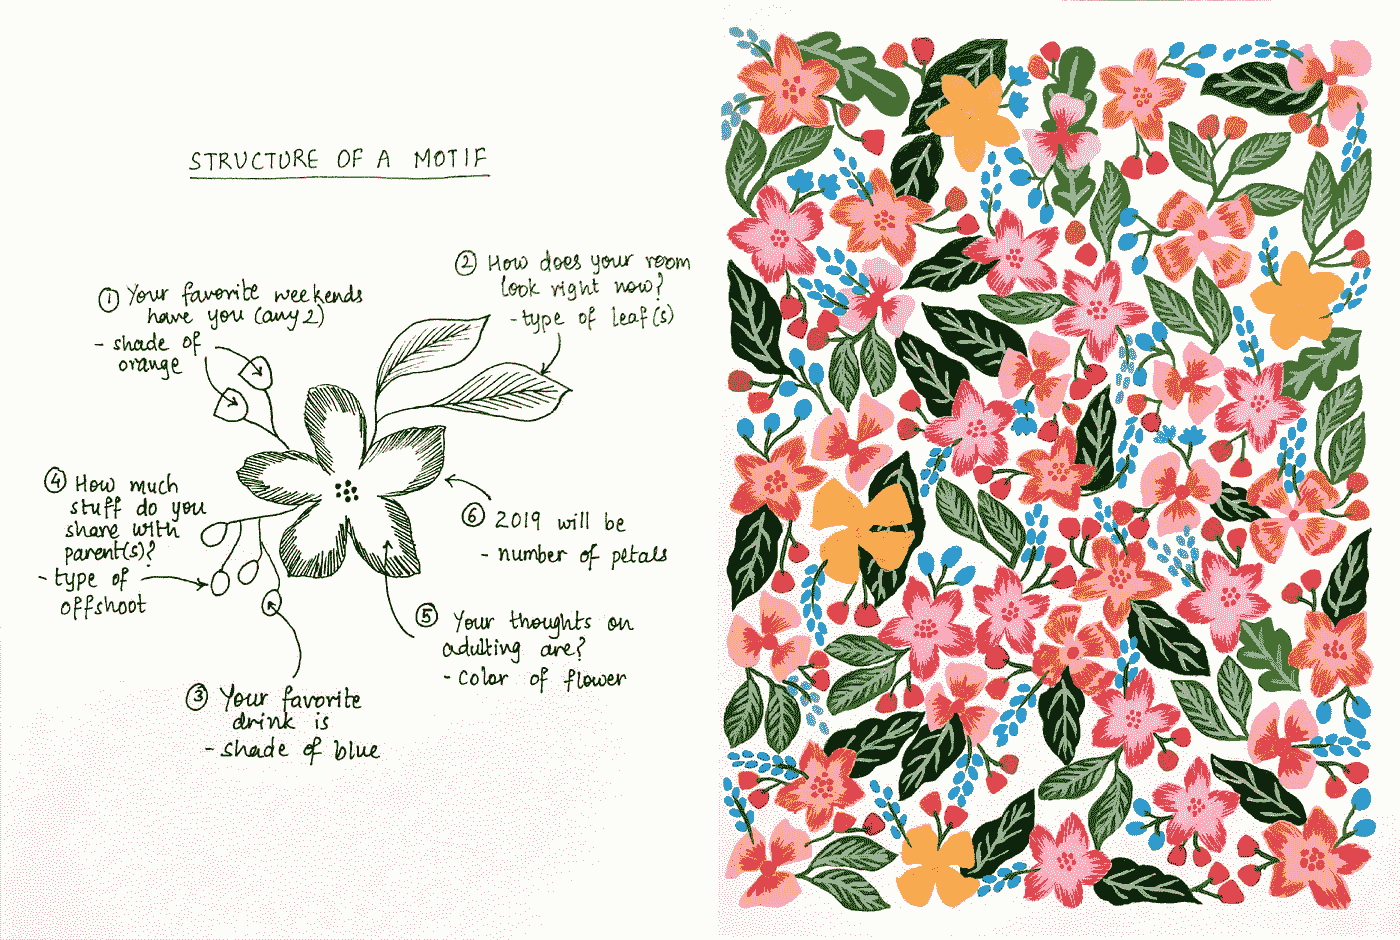 STRUCTURE OF A MOTIF
① Your favorite weekends
have you (any 2)
- shade of
orange
② How does your room
look right now?
- type of leaf(s)
③ Your favorite
drink is
- shade of blue
④ How much
stuff do you
share with
parent(s)?
- type of
offshoot
⑤ Your thoughts on
adulting are?
- Color of flower
⑥ 2019 will be
- number of petals